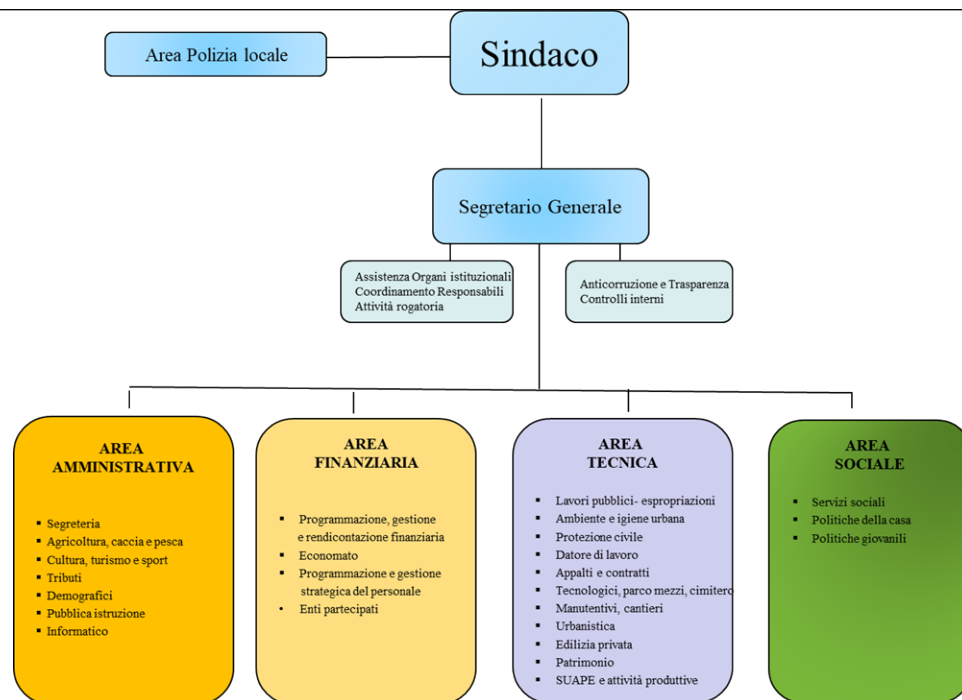 Area Polizia locale
Sindaco
Segretario Generale
Assistenza Organi istituzionali
Coordinamento Responsabili
Attività rogatoria
Anticorruzione e Trasparenza
Controlli interni
AREA
AMMINISTRATIVA
▪ Segreteria
▪ Agricoltura, caccia e pesca
▪ Cultura, turismo e sport
▪ Tributi
▪ Demografici
▪ Pubblica istruzione
▪ Informatico
AREA
FINANZIARIA
▪ Programmazione, gestione
e rendicontazione finanziaria
▪ Economato
▪ Programmazione e gestione
strategica del personale
• Enti partecipati
AREA
TECNICA
▪ Lavori pubblici- espropriazioni
▪ Ambiente e igiene urbana
▪ Protezione civile
▪ Datore di lavoro
▪ Appalti e contratti
▪ Tecnologici, parco mezzi, cimitero
▪ Manutentivi, cantieri
▪ Urbanistica
▪ Edilizia privata
▪ Patrimonio
▪ SUAPE e attività produttive
AREA
SOCIALE
▪ Servizi sociali
▪ Politiche della casa
▪ Politiche giovanili